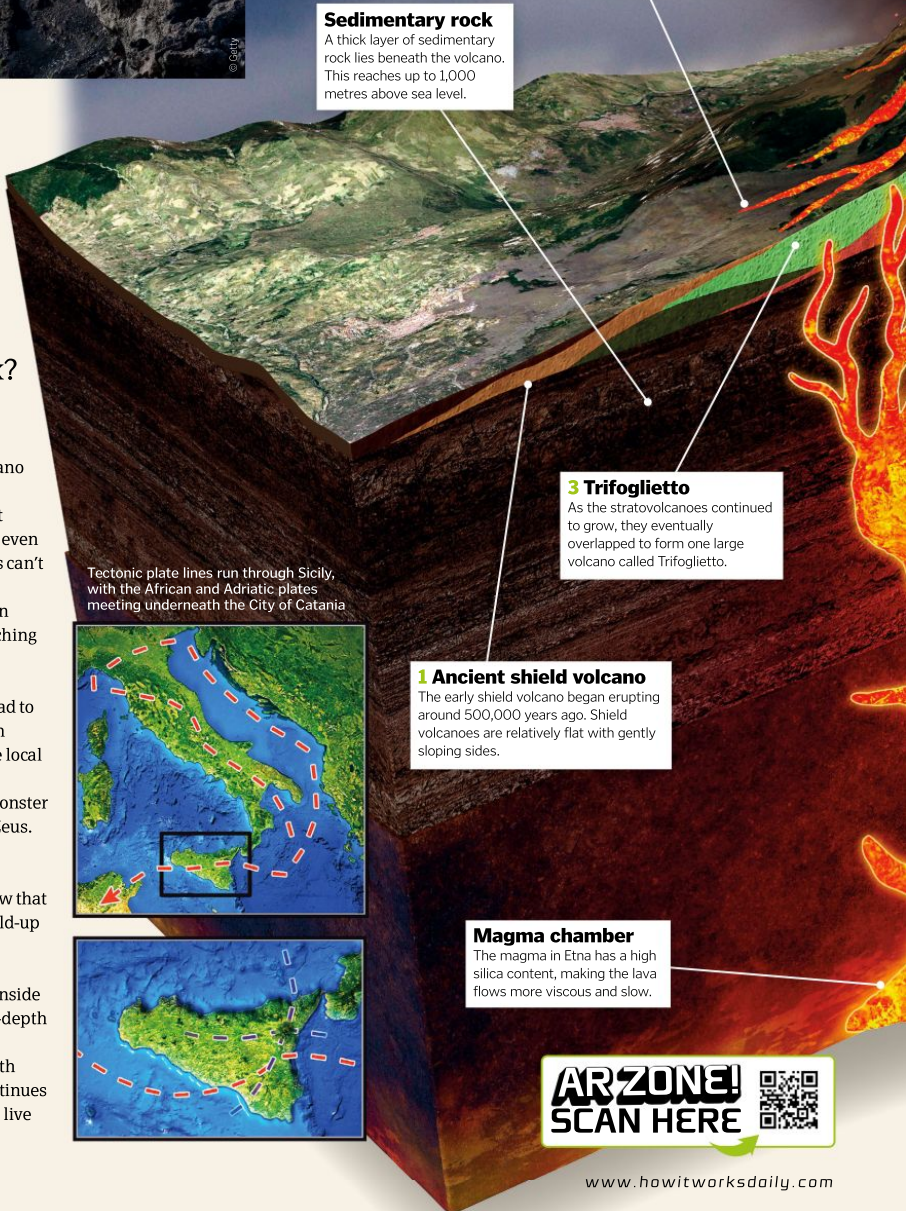 © Getty
Sedimentary rock
A thick layer of sedimentary
rock lies beneath the volcano.
This reaches up to 1,000
metres above sea level.
3 Trifoglietto
As the stratovolcanoes continued
to grow, they eventually
overlapped to form one large
volcano called Trifoglietto.
1 Ancient shield volcano
The early shield volcano began erupting
around 500,000 years ago. Shield
volcanoes are relatively flat with gently
sloping sides.
Tectonic plate lines run through Sicily,
with the African and Adriatic plates
meeting underneath the City of Catania
Magma chamber
The magma in Etna has a high
silica content, making the lava
flows more viscous and slow.
even
can't
ad to
local
onster
Zeus.
w that
ld-up
nside
-depth
th
tinues
live
AR ZONE!
SCAN HERE
www.howitworksdaily.com